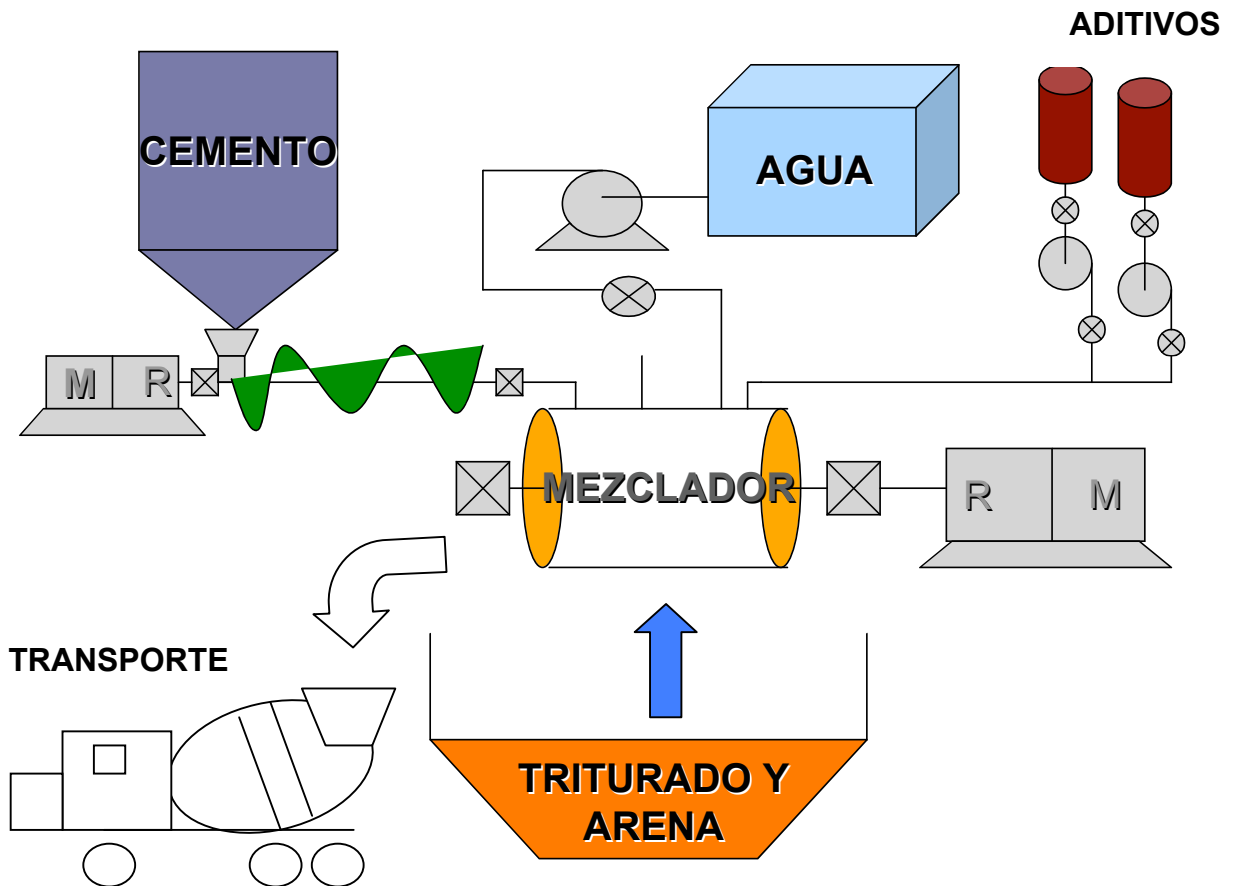 ADITIVOS
CEMENTO
AGUA
M R
MEZCLADOR
R M
TRANSPORTE
TRITURADO Y
ARENA